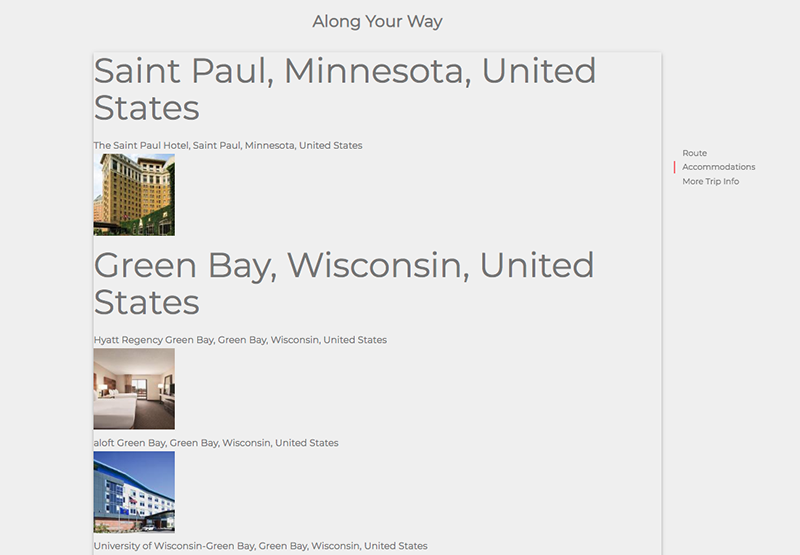 Along Your Way
Saint Paul, Minnesota, United
States
The Saint Paul Hotel, Saint Paul, Minnesota, United States
Route
Accommodations
More Trip Info
Green Bay, Wisconsin, United
States
Hyatt Regency Green Bay, Green Bay, Wisconsin, United States
aloft Green Bay, Green Bay, Wisconsin, United States
University of Wisconsin-Green Bay, Green Bay, Wisconsin, United States